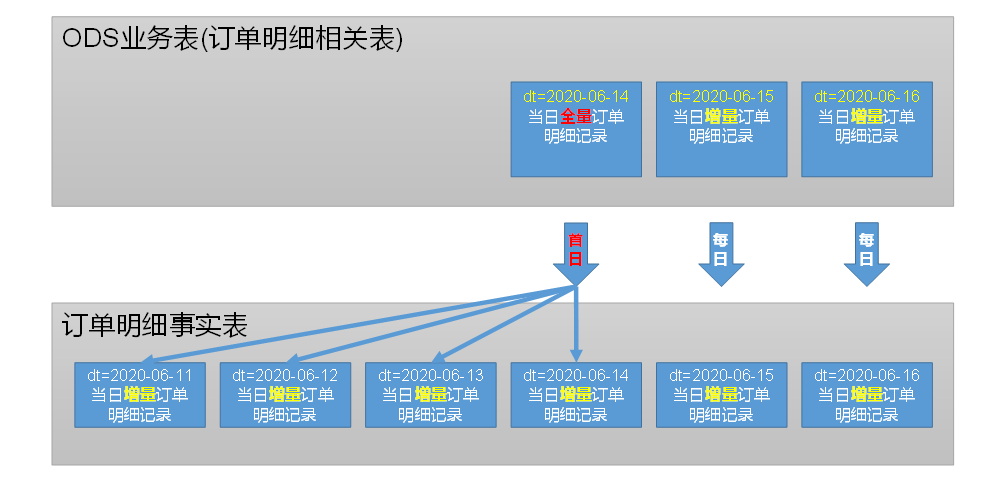 ODS业务表(订单明细相关表)
dt=2020-06-14
当日全量订单
明细记录
dt=2020-06-15
当日增量订单
明细记录
dt=2020-06-16
当日增量订单
明细记录
首
日
每
日
每
日
订单明细事实表
dt=2020-06-11
当日增量订单
明细记录
dt=2020-06-12
当日增量订单
明细记录
dt=2020-06-13
当日增量订单
明细记录
dt=2020-06-14
当日增量订单
明细记录
dt=2020-06-15
当日增量订单
明细记录
dt=2020-06-16
当日增量订单
明细记录